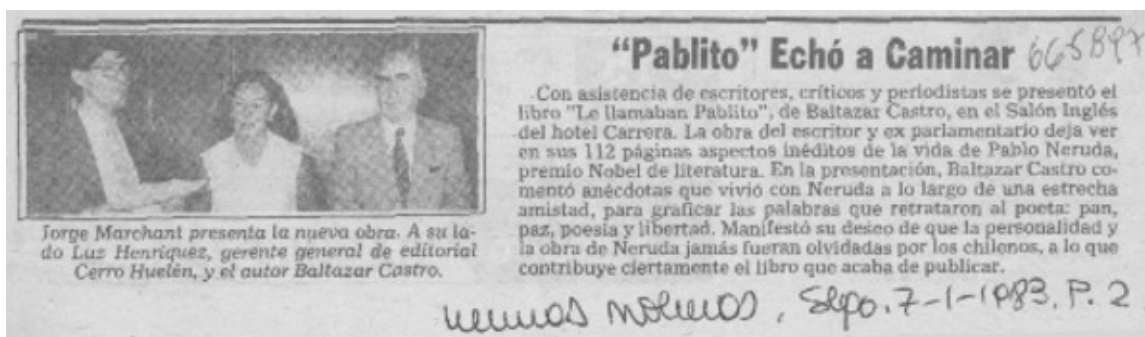 “Pablito” Echó a Caminar
665897
Con asistencia de escritores, críticos y periodistas se presentó el
libro "Le llamaban Pablito", de Baltazar Castro, en el Salón Inglés
del hotel Carrera. La obra del escritor y ex parlamentario deja ver
en sus 112 páginas aspectos inéditos de la vida de Pablo Neruda,
premio Nobel de literatura. En la presentación, Baltazar Castro co-
mentó anécdotas que vivió con Neruda a lo largo de una estrecha
amistad, para graficar las palabras que retrataron al poeta: pan,
paz, poesía y libertad. Manifestó su deseo de que la personalidad y
la obra de Neruda jamás fueran olvidadas por los chilenos, a lo que
contribuye ciertamente el libro que acaba de publicar.
Jorge Marchant presenta la nueva obra. A su la-
do Luz Henríquez, gerente general de editorial
Cerro Huelén, y el autor Baltazar Castro.
Stgo. 7-1-1983. P. 2